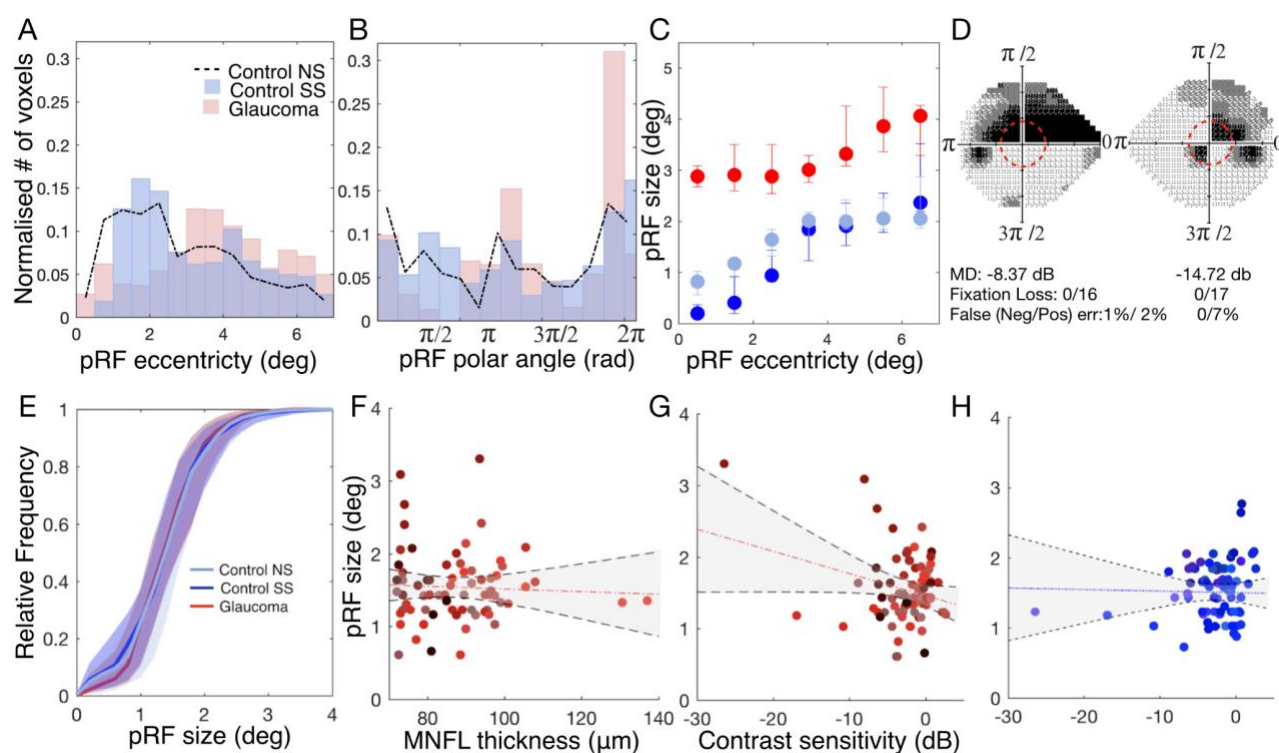 A
0.3
0.25
0.2
0.15
0.1
0.05
0
0 2 4 6
Normalised # of voxels
pRF eccentricty (deg)
Control NS
Control SS
Glaucoma
B
0.3
0.25
0.2
0.15
0.1
0.05
0
π/2 π 3π/2 2π
pRF polar angle (rad)
C
5
4
3
2
1
0
0 2 4 6 8
pRF size (deg)
pRF eccentricity (deg)
D
π /2 π /2
π 0 π 0
3π /2 3π /2
MD: -8.37 dB -14.72 db
Fixation Loss: 0/16 0/17
False (Neg/Pos) err:1%/ 2% 0/7%
E
1
0.8
0.6
0.4
0.2
0
0 1 2 3 4
Relative Frequency
pRF size (deg)
Control NS
Control SS
Glaucoma
F
4
3
2
1
0
80 100 120 140
pRF size (deg)
MNFL thickness (μm)
G
4
3
2
1
0
-30 -20 -10 0
Contrast sensitivity (dB)
H
4
3
2
1
0
-30 -20 -10 0